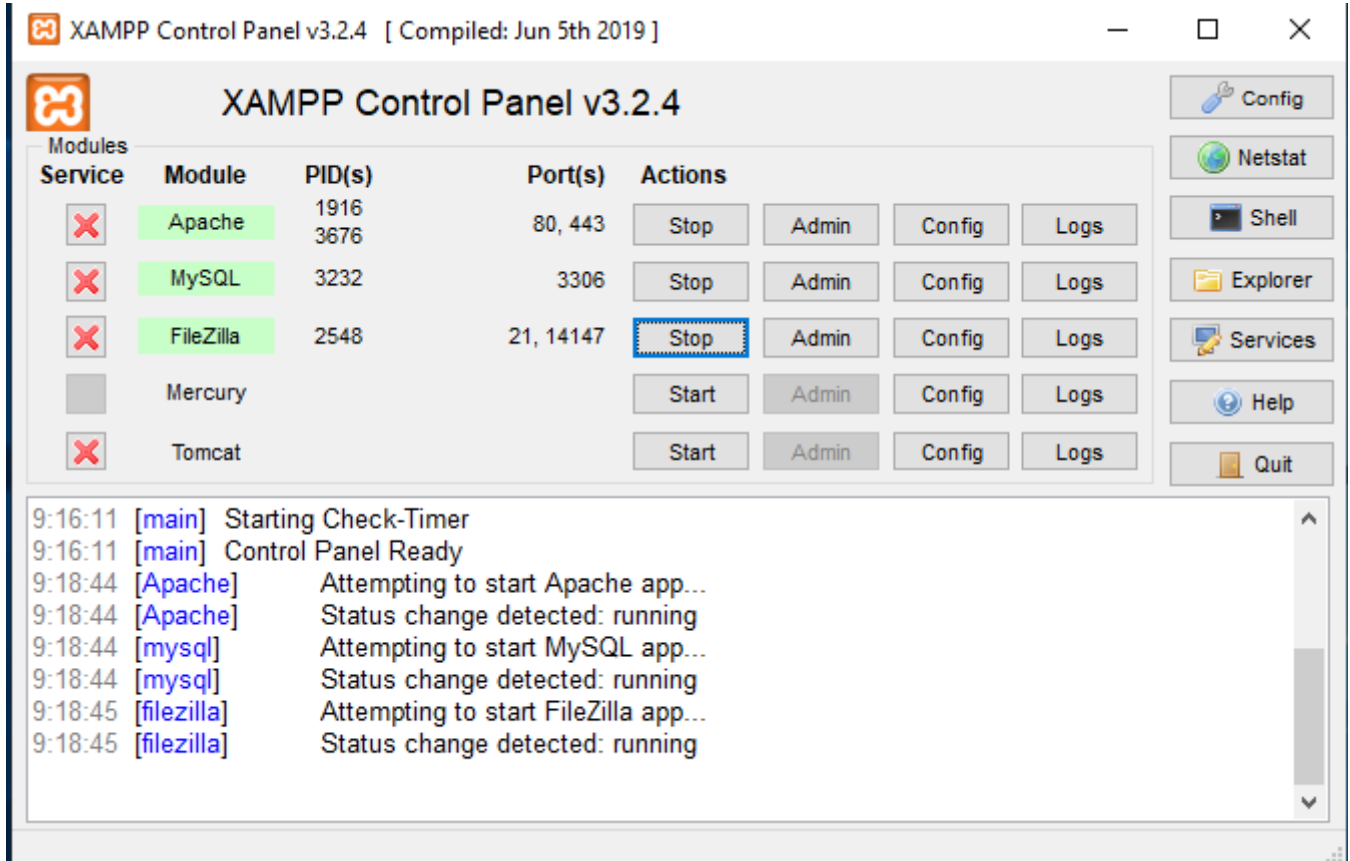 XAMPP Control Panel v3.2.4 [ Compiled: Jun 5th 2019 ]
XAMPP Control Panel v3.2.4
Config
Modules
Netstat
Service Module PID(s) Port(s) Actions
Apache 1916 3676 80, 443 Stop Admin Config Logs
Shell
MySQL 3232 3306 Stop Admin Config Logs
Explorer
FileZilla 2548 21, 14147 Stop Admin Config Logs
Services
Mercury Start Admin Config Logs
Help
Tomcat Start Admin Config Logs
Quit
9:16:11 [main] Starting Check-Timer
9:16:11 [main] Control Panel Ready
9:18:44 [Apache] Attempting to start Apache app...
9:18:44 [Apache] Status change detected: running
9:18:44 [mysql] Attempting to start MySQL app...
9:18:44 [mysql] Status change detected: running
9:18:45 [filezilla] Attempting to start FileZilla app...
9:18:45 [filezilla] Status change detected: running